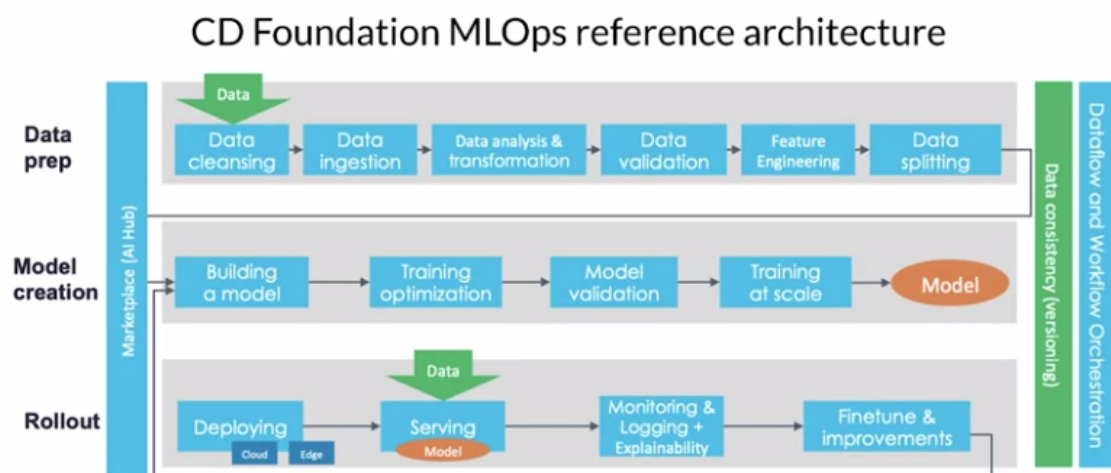 CD Foundation MLOps reference architecture
Data
prep
Data
Data
cleansing
Data
ingestion
Data analysis &
transformation
Data
validation
Feature
Engineering
Data
splitting
Marketplace (AI Hub)
Model
creation
Building
a model
Training
optimization
Model
validation
Training
at scale
Model
Rollout
Data
Deploying
Cloud
Edge
Serving
Model
Monitoring &
Logging +
Explainability
Finetune &
improvements
Data consistency (versioning)
Dataflow and Workflow Orchestration